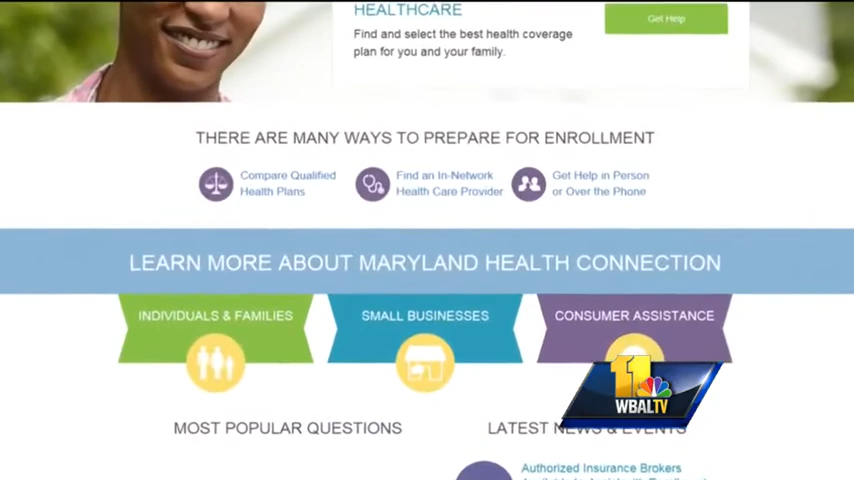 HEALTHCARE
Get Help
Find and select the best health coverage
plan for you and your family.
THERE ARE MANY WAYS TO PREPARE FOR ENROLLMENT
Compare Qualified
Health Plans
Find an In-Network
Health Care Provider
Get Help in Person
or Over the Phone
LEARN MORE ABOUT MARYLAND HEALTH CONNECTION
INDIVIDUALS & FAMILIES
SMALL BUSINESSES
CONSUMER ASSISTANCE
11
WBALTV
MOST POPULAR QUESTIONS
LATEST NEWS & EVENTS
Authorized Insurance Brokers